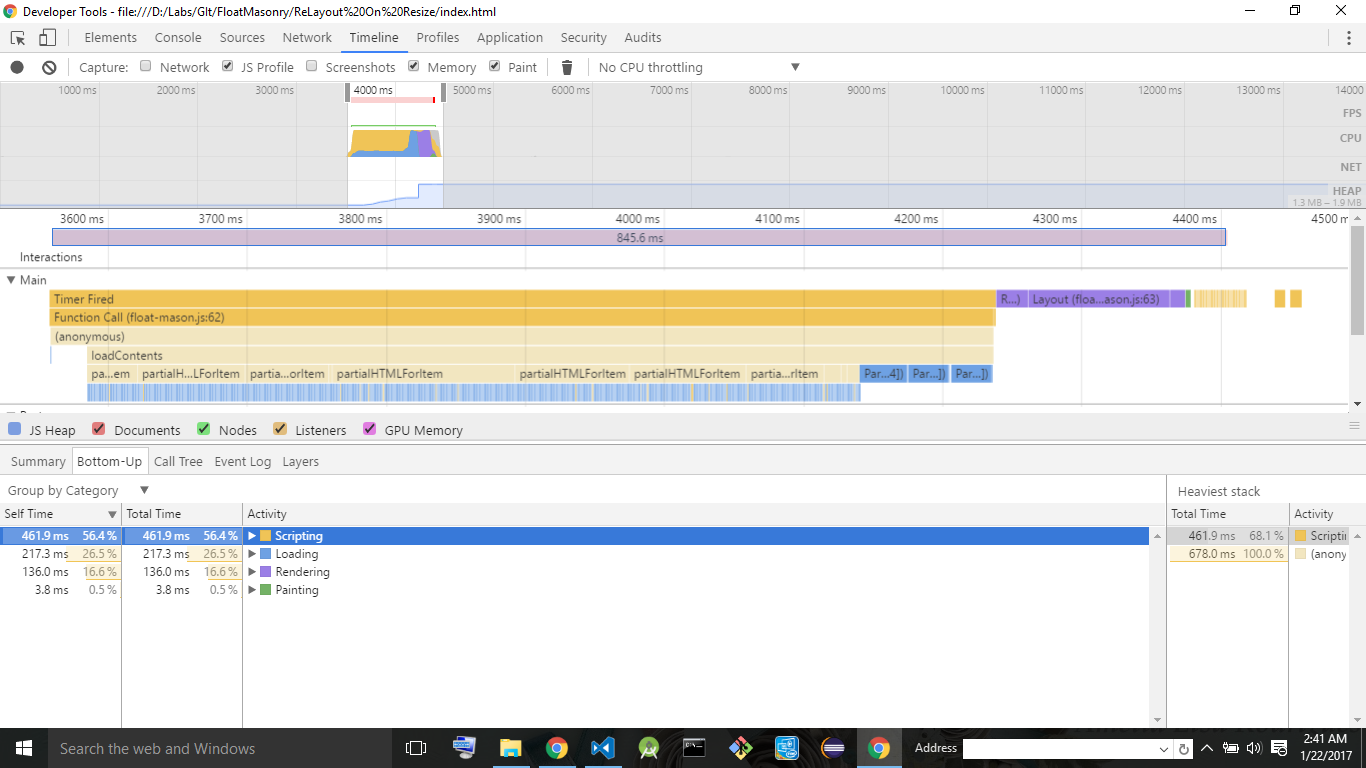 Developer Tools - file:///D:/Labs/GIt/FloatMasonry/ReLayout%20On%20Resize/index.html
Elements Console Sources Network Timeline Profiles Application Security Audits
Capture: Network JS Profile Screenshots Memory Paint No CPU throttling
1000 ms 2000 ms 3000 ms 4000 ms 5000 ms 6000 ms 7000 ms 8000 ms 9000 ms 10000 ms 11000 ms 12000 ms 13000 ms 14000
FPS
CPU
NET
HEAP
1.3 MB – 1.9 MB
3600 ms 3700 ms 3800 ms 3900 ms 4000 ms 4100 ms 4200 ms 4300 ms 4400 ms 4500 m
845.6 ms
Interactions
Main
Timer Fired R...) Layout (floa...ason.js:63)
Function Call (float-mason.js:62)
(anonymous)
loadContents
pa...em partialH...LForItem partia...orItem partialHTMLForItem partialHTMLForItem partialHTMLForItem partia...rItem Par...4]) Par...]) Par...])
JS Heap Documents Nodes Listeners GPU Memory
Summary Bottom-Up Call Tree Event Log Layers
Group by Category
Heaviest stack
Self Time Total Time Activity Total Time Activity
461.9 ms 56.4 % 461.9 ms 56.4 % Scripting 461.9 ms 68.1 % Scripti
217.3 ms 26.5 % 217.3 ms 26.5 % Loading 678.0 ms 100.0 % (anony
136.0 ms 16.6 % 136.0 ms 16.6 % Rendering
3.8 ms 0.5 % 3.8 ms 0.5 % Painting
Search the web and Windows
Address
2:41 AM
1/22/2017